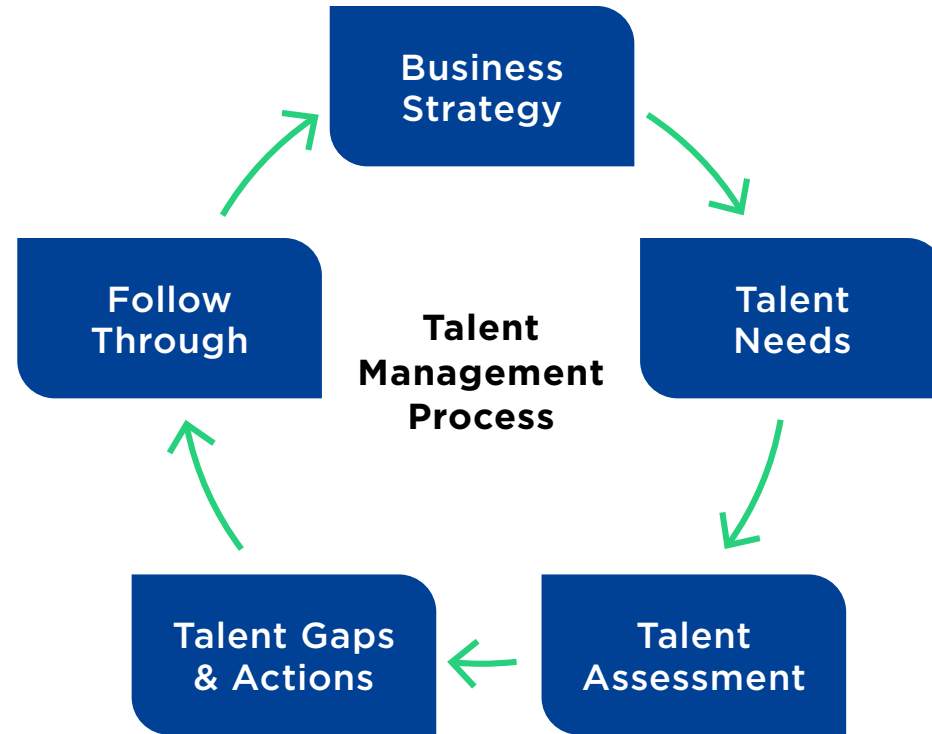 Business
Strategy
Talent
Needs
Talent
Assessment
Talent Gaps
& Actions
Follow
Through
Talent
Management
Process